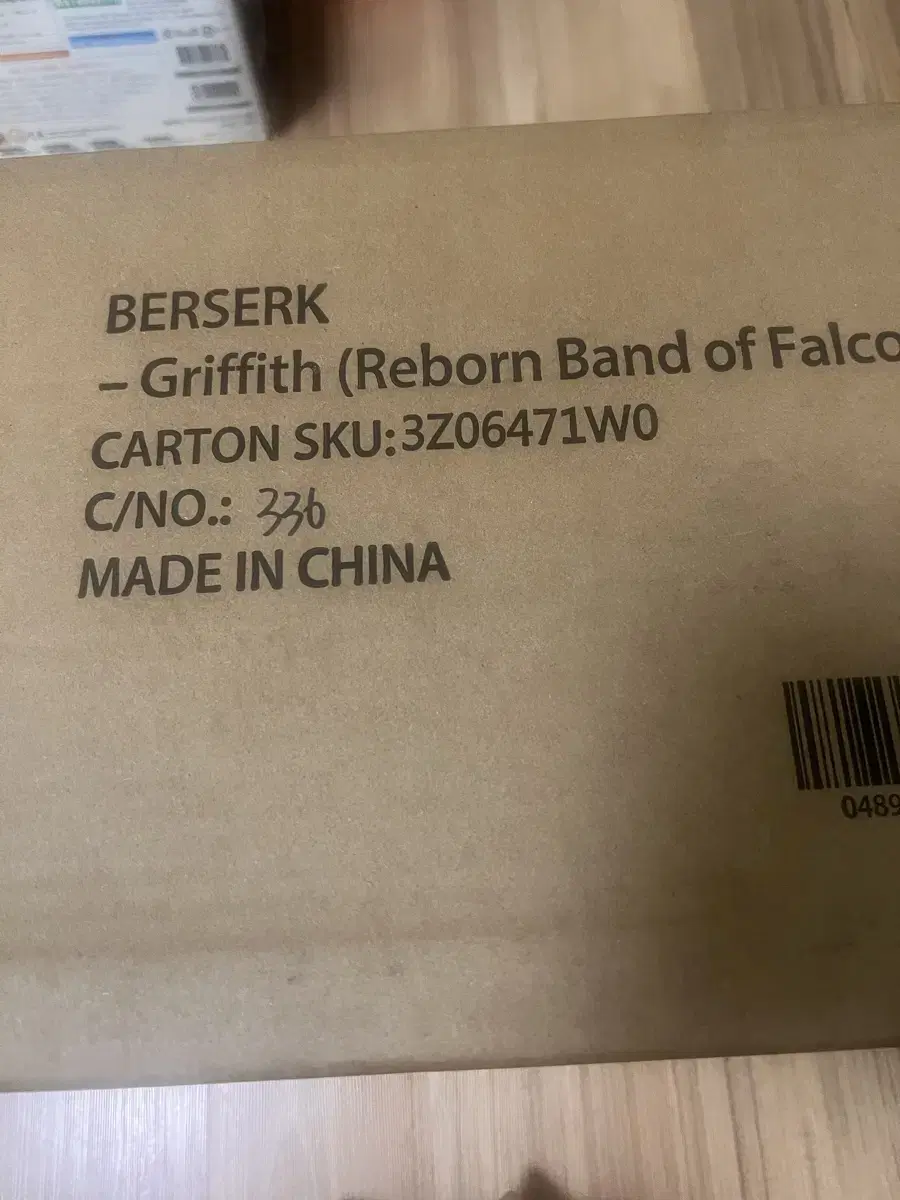 BERSERK
– Griffith (Reborn Band of Falco
CARTON SKU:3Z06471W0
C/NO.: 336
MADE IN CHINA
0489